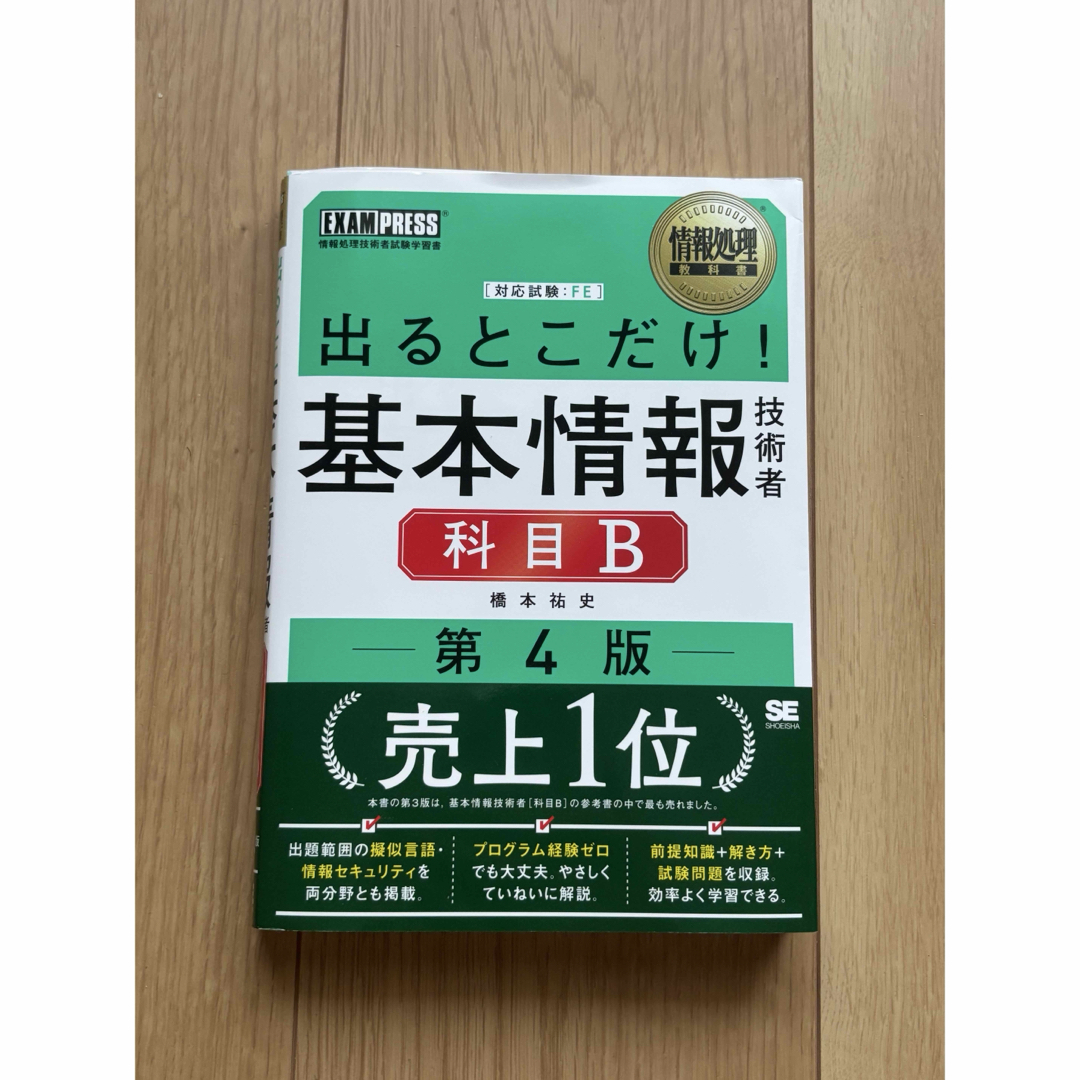 EXAMPRESS®
情報処理技術者試験学習書
情報処理
教科書
®
[対応試験:FE]
出るとこだけ!
基本情報技術者
科目B
橋本祐史
第4版
売上1位
SE
SHOEISHA
本書の第3版は,基本情報技術者[科目B]の参考書の中で最も売れました。
出題範囲の擬似言語・
情報セキュリティを
両分野とも掲載。
プログラム経験ゼロ
でも大丈夫。やさしく
ていねいに解説。
前提知識+解き方+
試験問題を収録。
効率よく学習できる。